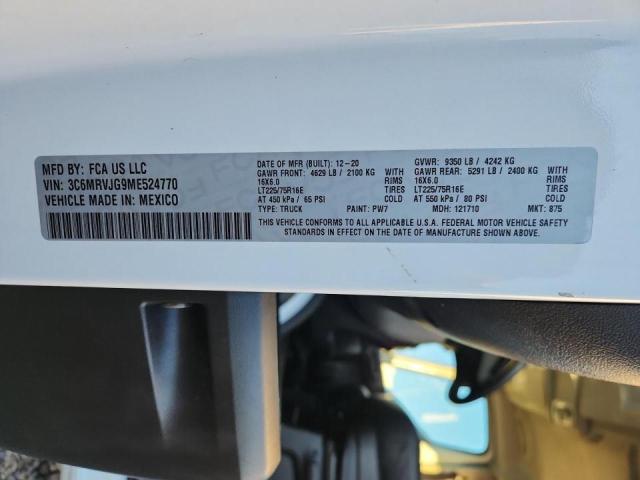 MFD BY: FCA US LLC
VIN: 3C6MRVJG9ME524770
VEHICLE MADE IN: MEXICO
DATE OF MFR (BUILT): 12-20 GVWR: 9350 LB / 4242 KG
GAWR FRONT: 4629 LB / 2100 KG WITH GAWR REAR: 5291 LB / 2400 KG WITH
16X6.0 RIMS 16X6.0 RIMS
LT225/75R16E TIRES LT225/75R16E TIRES
AT 450 kPa / 65 PSI COLD AT 550 kPa / 80 PSI COLD
TYPE: TRUCK PAINT: PW7 MDH: 121710 MKT: 875
THIS VEHICLE CONFORMS TO ALL APPLICABLE U.S.A. FEDERAL MOTOR VEHICLE SAFETY
STANDARDS IN EFFECT ON THE DATE OF MANUFACTURE SHOWN ABOVE.